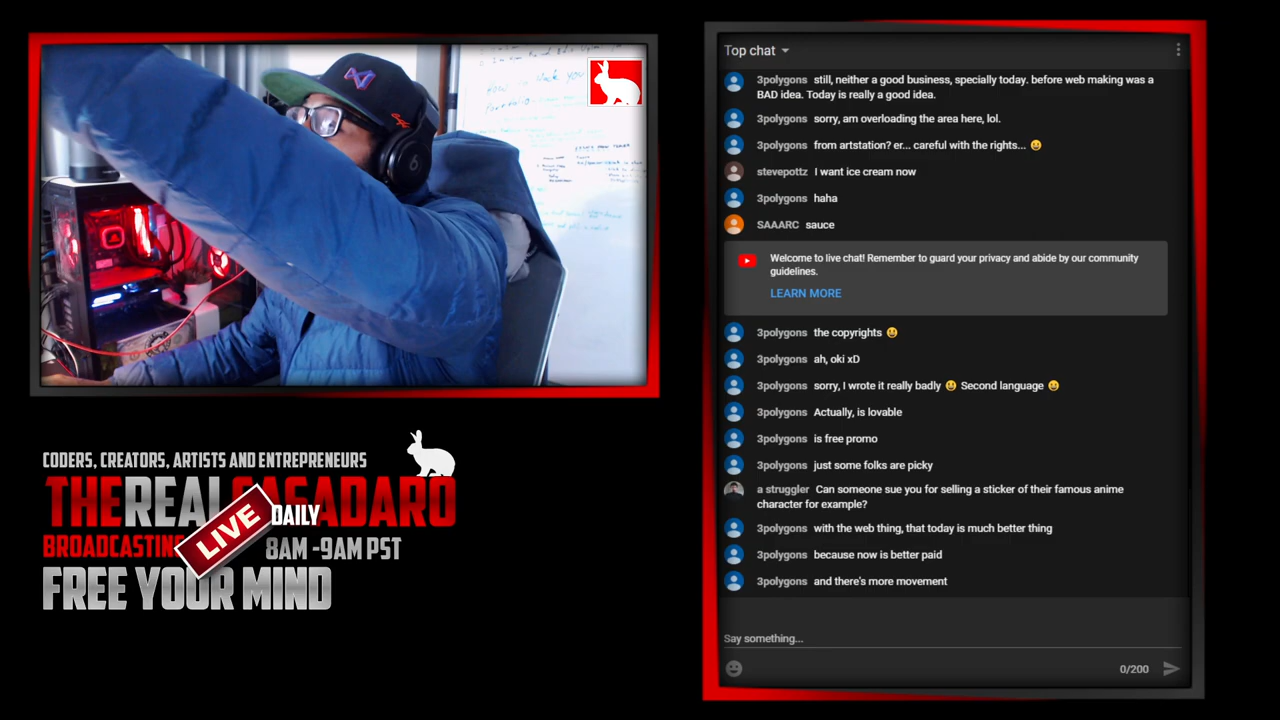 How to Hack your
Portfolio
CODERS, CREATORS, ARTISTS AND ENTREPRENEURS
DAILY
BROADCASTING
LIVE
8AM -9AM PST
FREE YOUR MIND
Top chat
3polygons still, neither a good business, specially today. before web making was a
BAD idea. Today is really a good idea.
3polygons sorry, am overloading the area here, lol.
3polygons from a station? er... careful with the rights... 😀
stevepottz I want ice cream now
3polygons haha
SAAARC sauce
Welcome to live chat! Remember to guard your privacy and abide by our community
guidelines.
LEARN MORE
3polygons the copyrights 😀
3polygons ah, oki xD
3polygons sorry, I wrote it really badly 😀 Second language 😀
3polygons Actually, is lovable
3polygons is free promo
3polygons just some folks are picky
a struggler Can someone sue you for selling a sticker of their famous anime
character for example?
3polygons with the web thing, that today is much better thing
3polygons because now is better paid
3polygons and there's more movement
Say something...
0/200